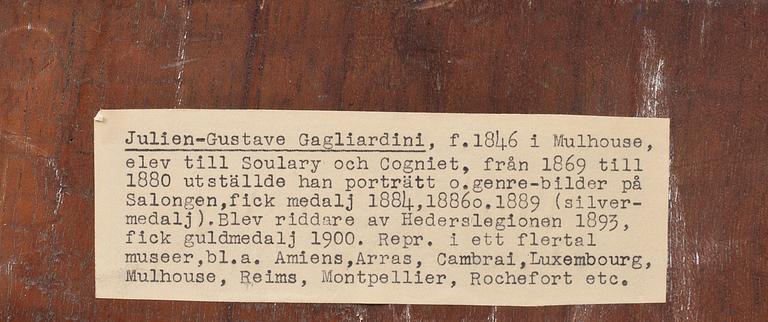 Julien-Gustave Gagliardini, f.1846 i Mulhouse,
elev till Soulary och Cogniet, från 1869 till
1880 utställde han porträtt o.genre-bilder på
Salongen,fick medalj 1884,1886o.1889 (silver-
medalj).Blev riddare av Hederslegionen 1893,
fick guldmedalj 1900. Repr. i ett flertal
museer,bl.a. Amiens,Arras, Cambrai,Luxembourg,
Mulhouse, Reims, Montpellier, Rochefort etc.